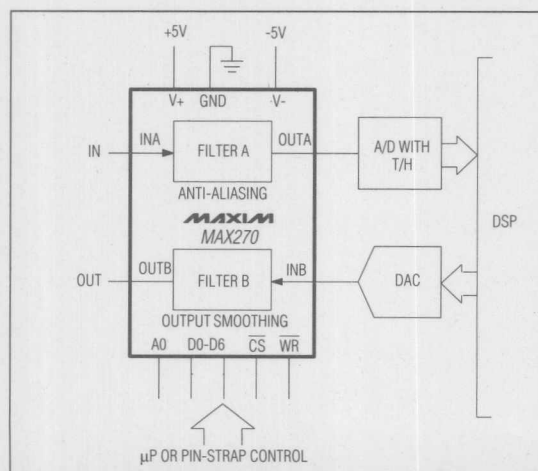 +5V
-5V
V+ GND V-
IN
INA
FILTER A
OUTA
A/D WITH
T/H
ANTI-ALIASING
MAXIM
MAX270
DSP
OUT
OUTB
FILTER B
INB
DAC
OUTPUT SMOOTHING
A0 D0-D6 CS WR
µP OR PIN-STRAP CONTROL